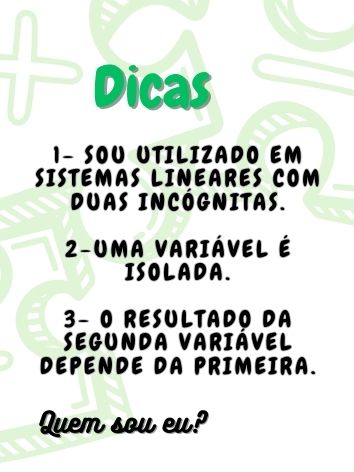 Dicas
1- SOU UTILIZADO EM
SISTEMAS LINEARES COM
DUAS INCÓGNITAS.
2-UMA VARIÁVEL É
ISOLADA.
3- O RESULTADO DA
SEGUNDA VARIÁVEL
DEPENDE DA PRIMEIRA.
Quem sou eu?